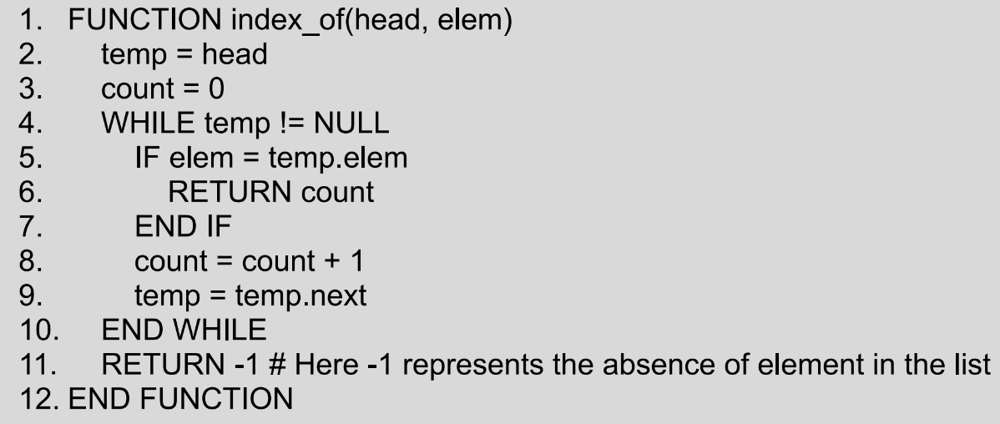 1. FUNCTION index_of(head, elem)
2. temp = head
3. count = 0
4. WHILE temp != NULL
5. IF elem = temp.elem
6. RETURN count
7. END IF
8. count = count + 1
9. temp = temp.next
10. END WHILE
11. RETURN -1 # Here -1 represents the absence of element in the list
12. END FUNCTION